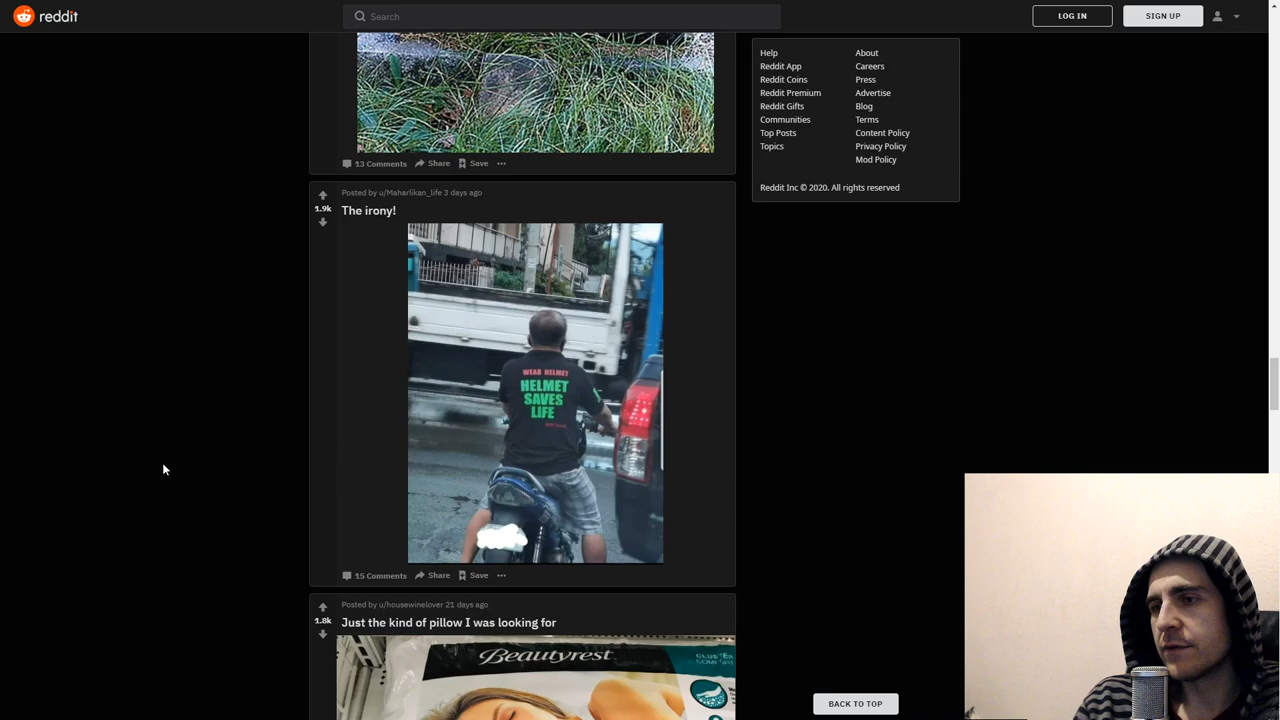 reddit
Search
LOG IN
SIGN UP
Help
About
Reddit App
Careers
Reddit Coins
Press
Reddit Premium
Advertise
Reddit Gifts
Blog
Communities
Terms
Top Posts
Content Policy
Topics
Privacy Policy
Mod Policy
Reddit Inc © 2020. All rights reserved
13 Comments
Share
Save
Posted by u/Maharlikan_life 3 days ago
1.9k
The irony!
WEAR HELMET
HELMET
SAVES
LIFE
15 Comments
Share
Save
Posted by u/housewinelover 21 days ago
1.8k
Just the kind of pillow I was looking for
Beautyrest
BACK TO TOP